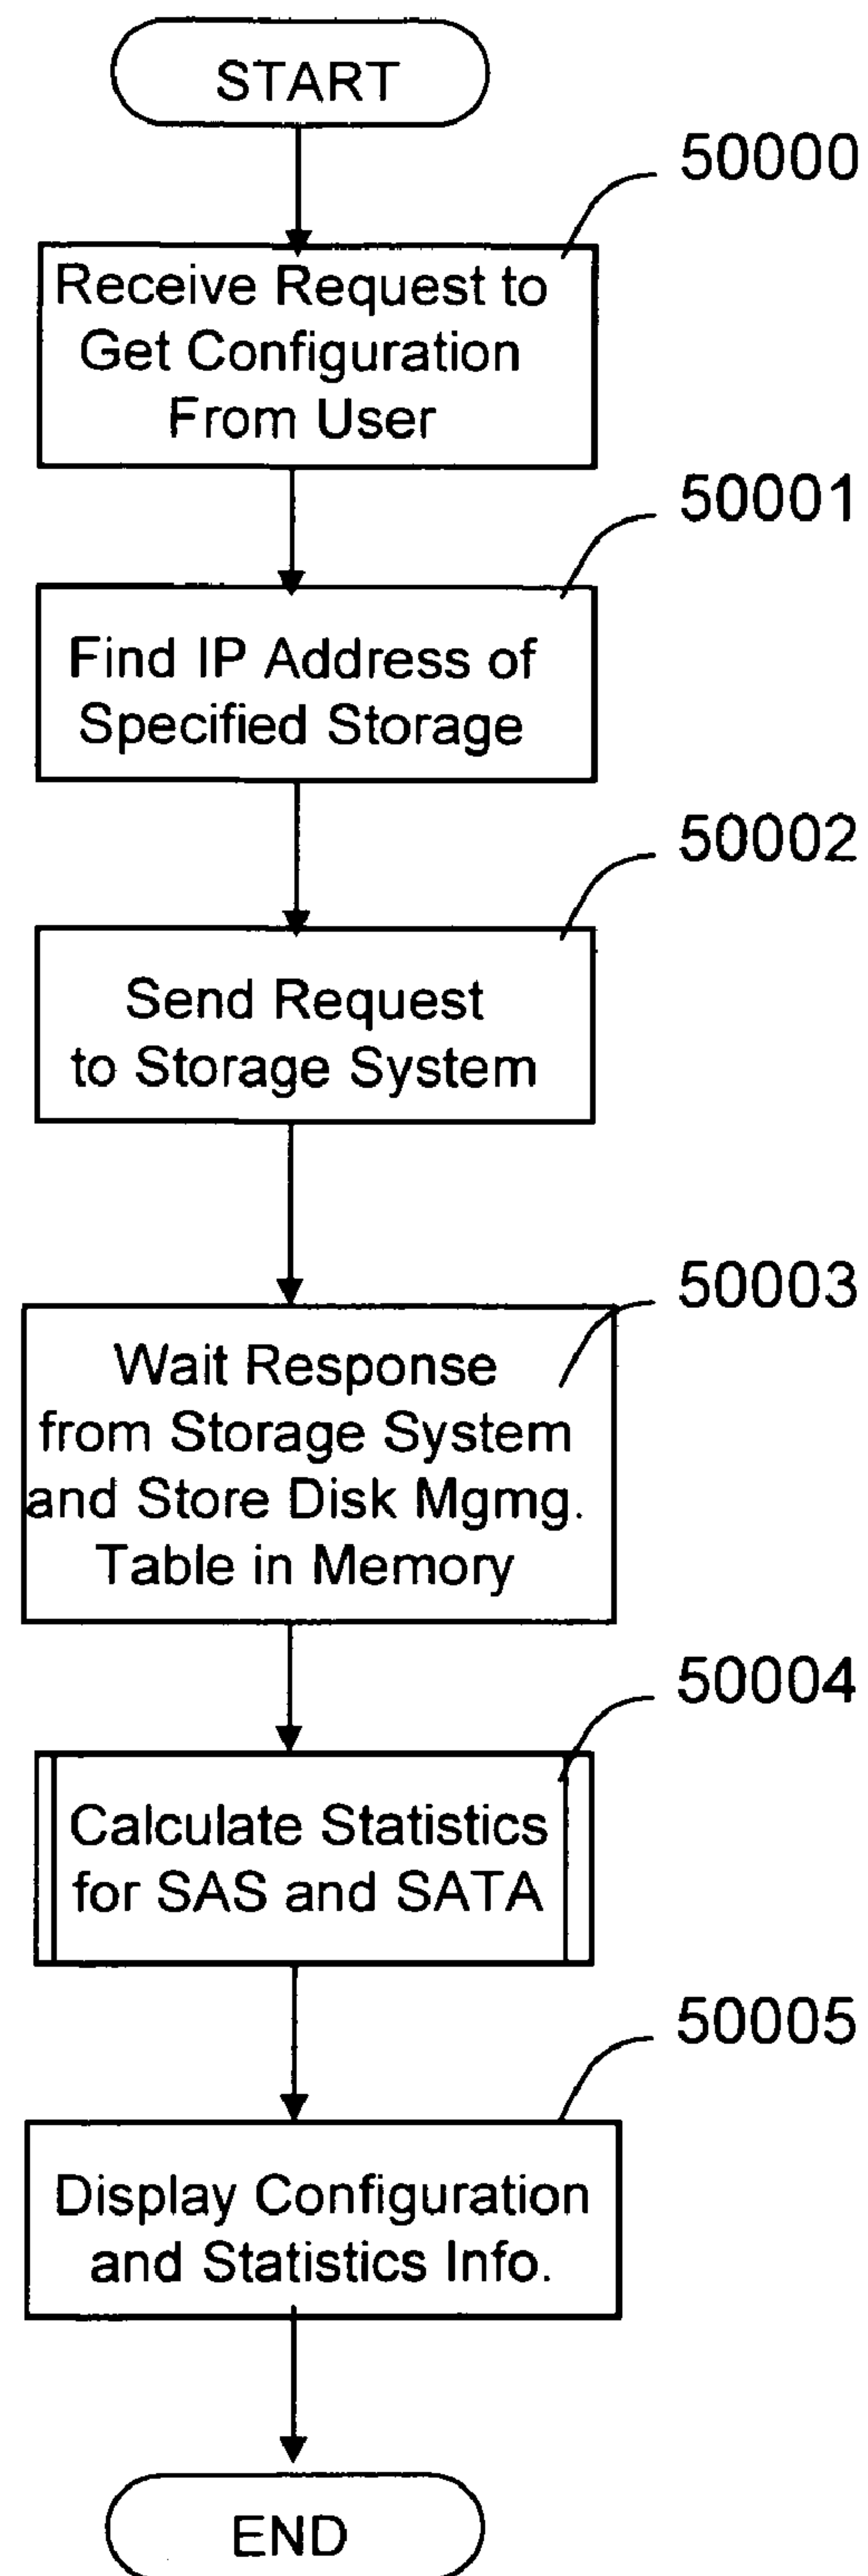 START
50000
Receive Request to
Get Configuration
From User
50001
Find IP Address of
Specified Storage
50002
Send Request
to Storage System
50003
Wait Response
from Storage System
and Store Disk Mgmg.
Table in Memory
50004
Calculate Statistics
for SAS and SATA
50005
Display Configuration
and Statistics Info.
END